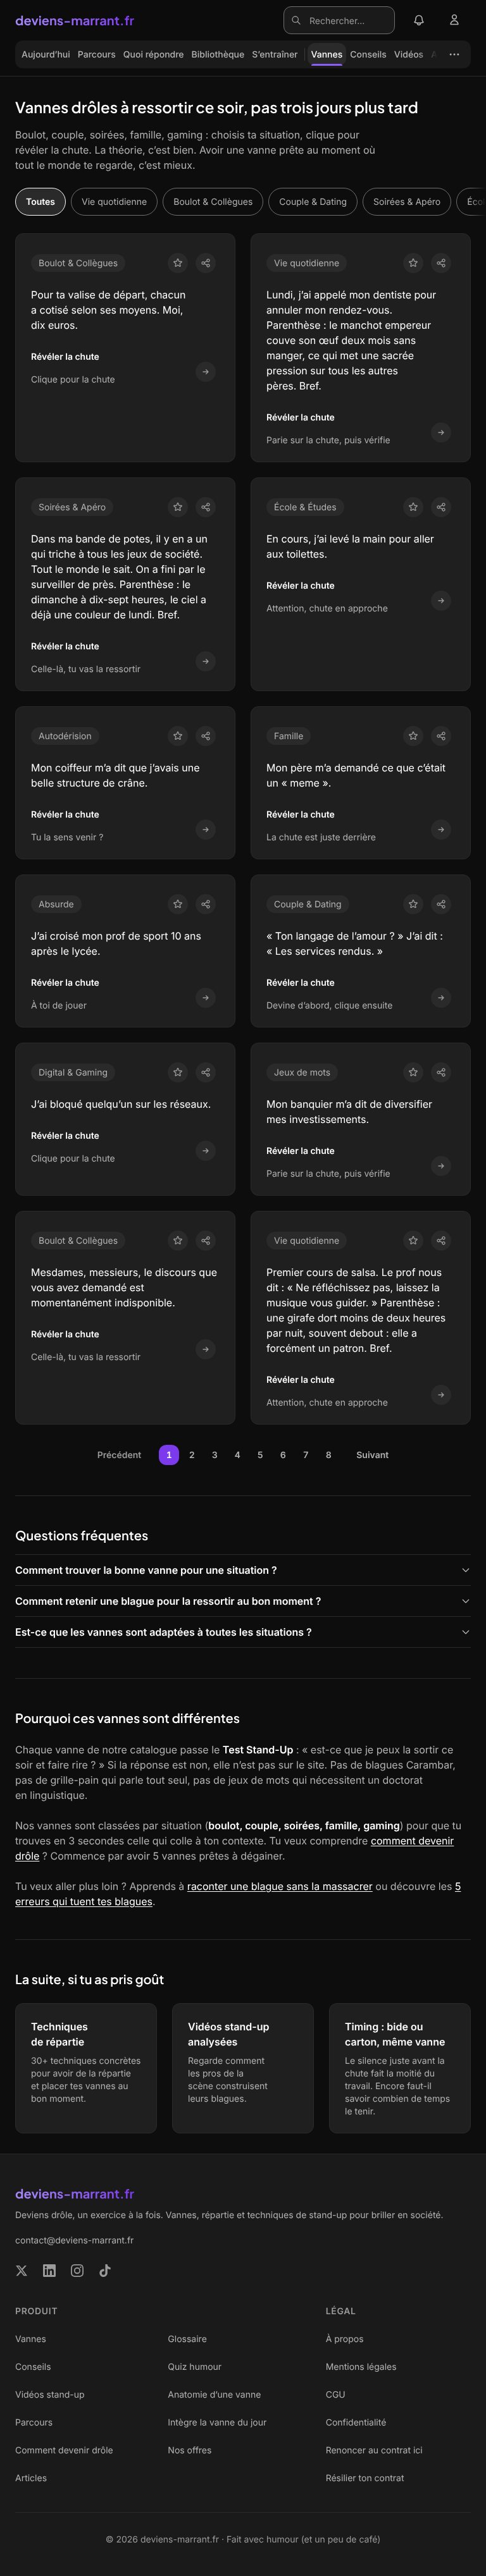 deviens-marrant.fr
Rechercher...
Aujourd'hui Parcours Quoi répondre Bibliothèque S'entraîner Vannes Conseils Vidéos
Vannes drôles à ressortir ce soir, pas trois jours plus tard
Boulot, couple, soirées, famille, gaming : choisis ta situation, clique pour
révéler la chute. La théorie, c'est bien. Avoir une vanne prête au moment où
tout le monde te regarde, c'est mieux.
Toutes Vie quotidienne Boulot & Collègues Couple & Dating Soirées & Apéro Éco
Boulot & Collègues
Pour ta valise de départ, chacun
a cotisé selon ses moyens. Moi,
dix euros.
Révéler la chute
Clique pour la chute
Vie quotidienne
Lundi, j'ai appelé mon dentiste pour
annuler mon rendez-vous.
Parenthèse : le manchot empereur
couve son œuf deux mois sans
manger, ce qui met une sacrée
pression sur tous les autres
pères. Bref.
Révéler la chute
Parie sur la chute, puis vérifie
Soirées & Apéro
Dans ma bande de potes, il y en a un
qui triche à tous les jeux de société.
Tout le monde le sait. On a fini par le
surveiller de près. Parenthèse : le
dimanche à dix-sept heures, le ciel a
déjà une couleur de lundi. Bref.
Révéler la chute
Celle-là, tu vas la ressortir
École & Études
En cours, j'ai levé la main pour aller
aux toilettes.
Révéler la chute
Attention, chute en approche
Autodérision
Mon coiffeur m'a dit que j'avais une
belle structure de crâne.
Révéler la chute
Tu la sens venir ?
Famille
Mon père m'a demandé ce que c'était
un « meme ».
Révéler la chute
La chute est juste derrière
Absurde
J'ai croisé mon prof de sport 10 ans
après le lycée.
Révéler la chute
À toi de jouer
Couple & Dating
« Ton langage de l'amour ? » J'ai dit :
« Les services rendus. »
Révéler la chute
Devine d'abord, clique ensuite
Digital & Gaming
J'ai bloqué quelqu'un sur les réseaux.
Révéler la chute
Clique pour la chute
Jeux de mots
Mon banquier m'a dit de diversifier
mes investissements.
Révéler la chute
Parie sur la chute, puis vérifie
Boulot & Collègues
Mesdames, messieurs, le discours que
vous avez demandé est
momentanément indisponible.
Révéler la chute
Celle-là, tu vas la ressortir
Vie quotidienne
Premier cours de salsa. Le prof nous
dit : « Ne réfléchissez pas, laissez la
musique vous guider. » Parenthèse :
une girafe dort moins de deux heures
par nuit, souvent debout : elle a
forcément un patron. Bref.
Révéler la chute
Attention, chute en approche
Précédent 1 2 3 4 5 6 7 8 Suivant
Questions fréquentes
Comment trouver la bonne vanne pour une situation ?
Comment retenir une blague pour la ressortir au bon moment ?
Est-ce que les vannes sont adaptées à toutes les situations ?
Pourquoi ces vannes sont différentes
Chaque vanne de notre catalogue passe le Test Stand-Up : « est-ce que je peux la sortir ce
soir et faire rire ? » Si la réponse est non, elle n'est pas sur le site. Pas de blagues Carambar,
pas de grille-pain qui parle tout seul, pas de jeux de mots qui nécessitent un doctorat
en linguistique.
Nos vannes sont classées par situation (boulot, couple, soirées, famille, gaming) pour que tu
trouves en 3 secondes celle qui colle à ton contexte. Tu veux comprendre comment devenir
drôle ? Commence par avoir 5 vannes prêtes à dégainer.
Tu veux aller plus loin ? Apprends à raconter une blague sans la massacrer ou découvre les 5
erreurs qui tuent tes blagues.
La suite, si tu as pris goût
Techniques
de répartie
30+ techniques concrètes
pour avoir de la répartie
et placer tes vannes au
bon moment.
Vidéos stand-up
analysées
Regarde comment
les pros de la
scène construisent
leurs blagues.
Timing : bide ou
carton, même vanne
Le silence juste avant la
chute fait la moitié du
travail. Encore faut-il
savoir combien de temps
le tenir.
deviens-marrant.fr
Deviens drôle, un exercice à la fois. Vannes, répartie et techniques de stand-up pour briller en société.
contact@deviens-marrant.fr
PRODUIT
Vannes
Conseils
Vidéos stand-up
Parcours
Comment devenir drôle
Articles
Glossaire
Quiz humour
Anatomie d'une vanne
Intègre la vanne du jour
Nos offres
LÉGAL
À propos
Mentions légales
CGU
Confidentialité
Renoncer au contrat ici
Résilier ton contrat
© 2026 deviens-marrant.fr · Fait avec humour (et un peu de café)